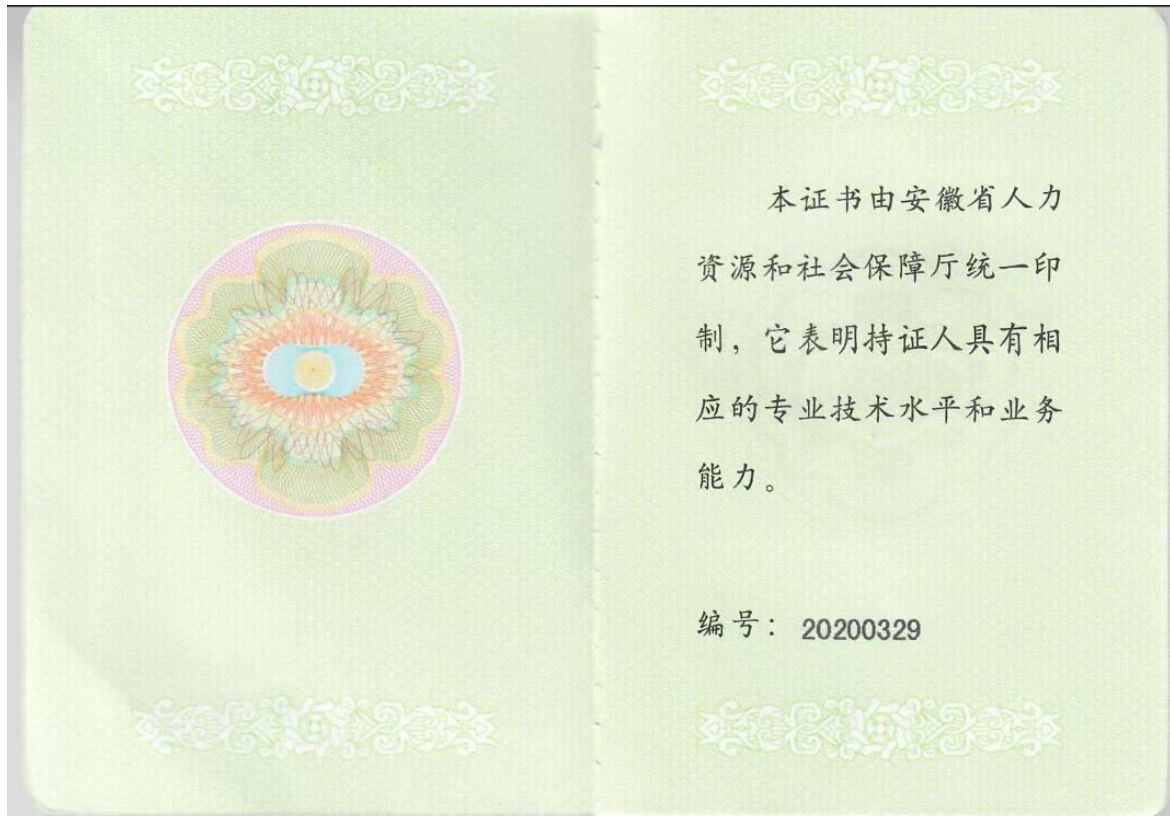 本证书由安徽省人力
资源和社会保障厅统一印
制，它表明持证人具有相
应的专业技术水平和业务
能力。
编号：20200329